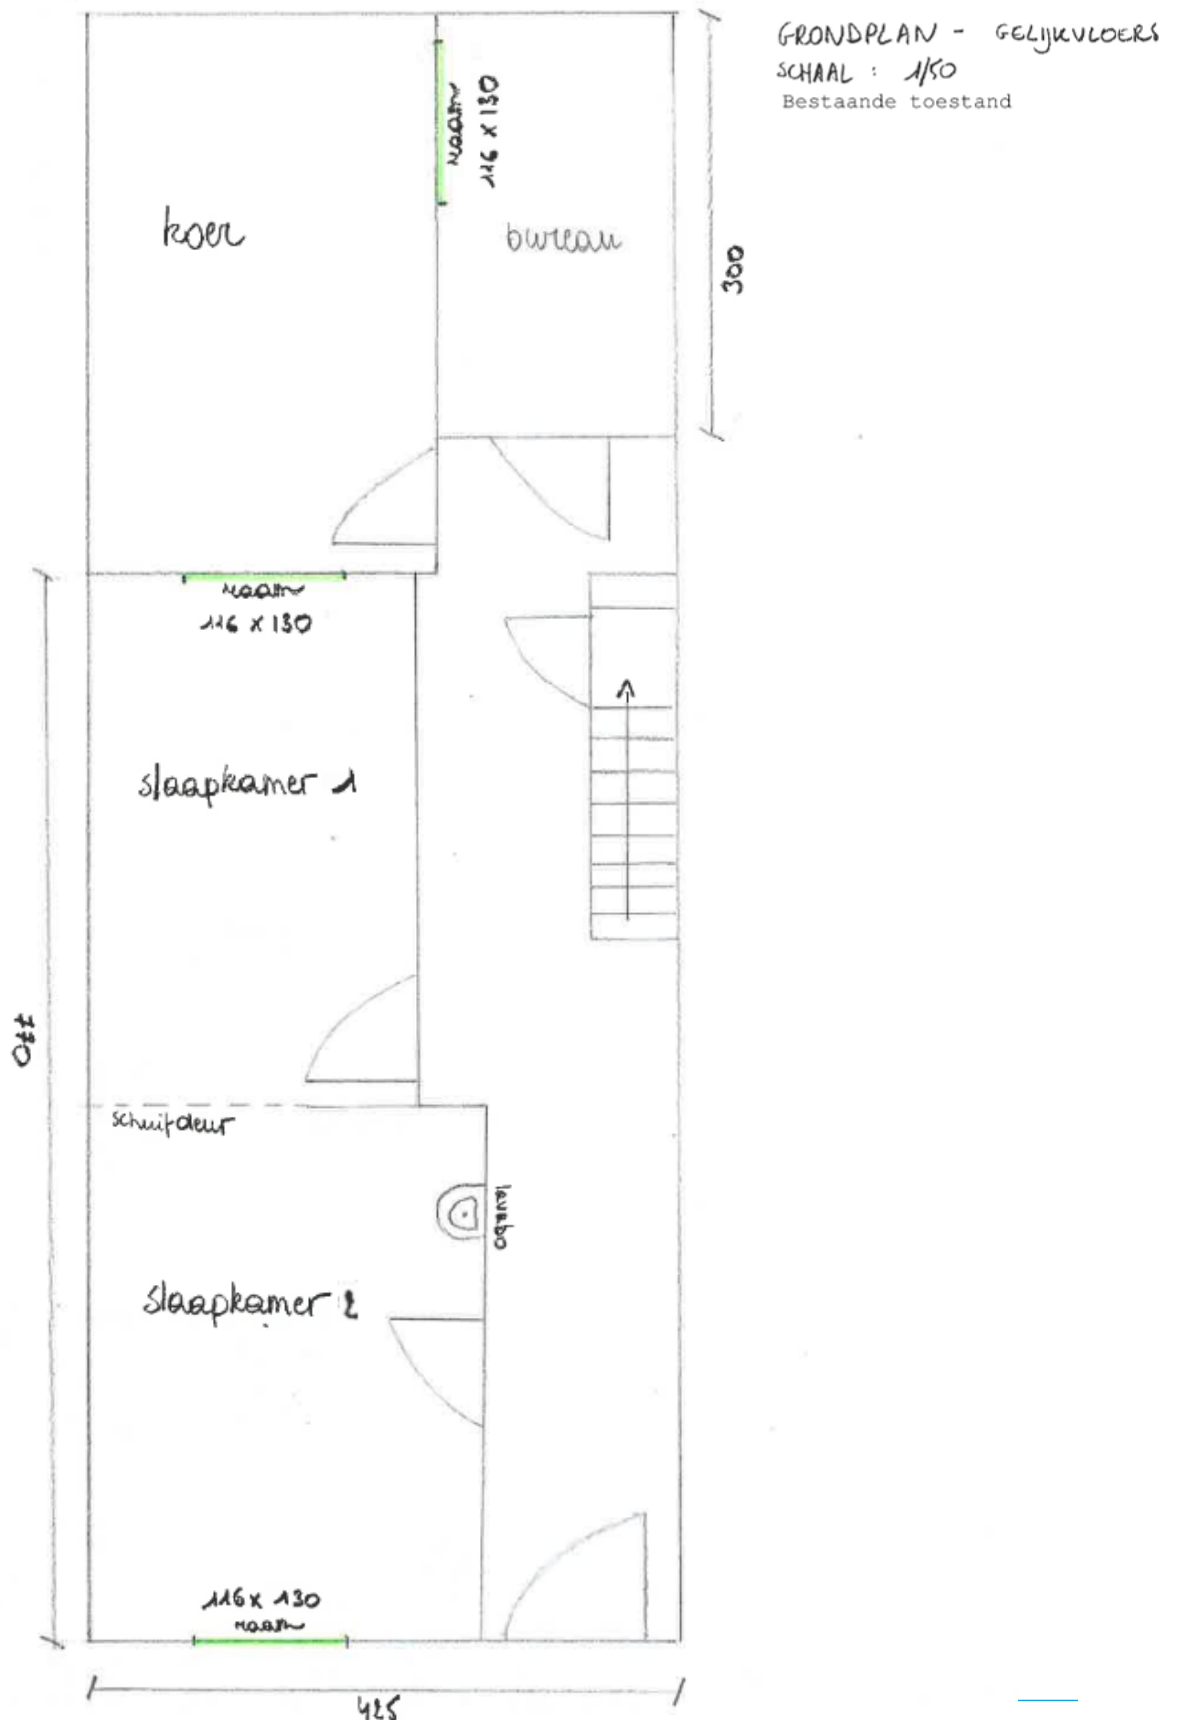 GRONDPLAN - GELIJKVLOERS
SCHAAL : 1/50
Bestaande toestand
raam
116 x 130
koer
bureau
300
raam
116 x 130
slaapkamer 1
770
schuifdeur
lavabo
slaapkamer 2
116 x 130
raam
425